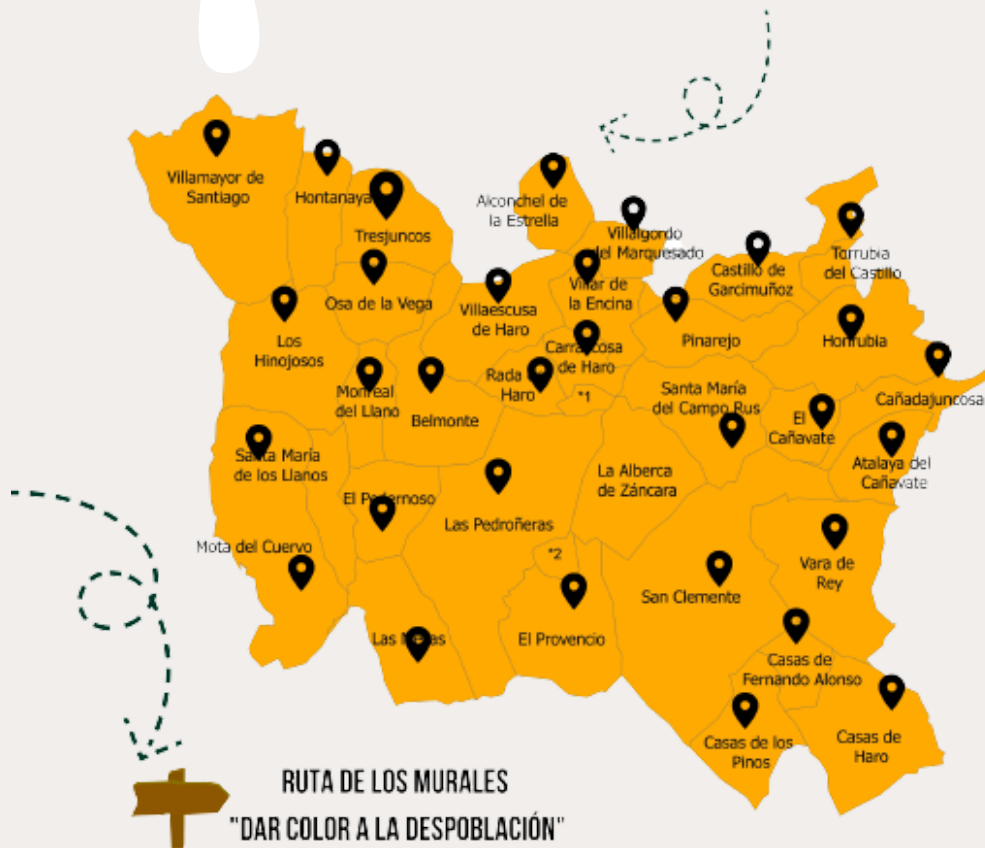 Villamayor de
Santiago
Hontanaya
Tresjuncos
Alconchel de
la Estrella
Villalgordo
del Marquesado
Torrubia
del Castillo
Castillo de
Garcimuñoz
Osa de la Vega
Villaescusa
de Haro
Villar de
la Encina
Los
Hinojosos
Pinarejo
Honrubia
Carrascosa
de Haro
Rada de
Haro
Monreal
del Llano
Belmonte
*1
Santa María
del Campo Rus
El
Cañavate
Cañadajuncosa
Santa María
de los Llanos
La Alberca
de Záncara
Atalaya del
Cañavate
El Pedernoso
Las Pedroñeras
Mota del Cuervo
*2
Vara de
Rey
San Clemente
Las Mesas
El Provencio
Casas de
Fernando Alonso
Casas de los
Pinos
Casas de
Haro
RUTA DE LOS MURALES
"DAR COLOR A LA DESPOBLACIÓN"